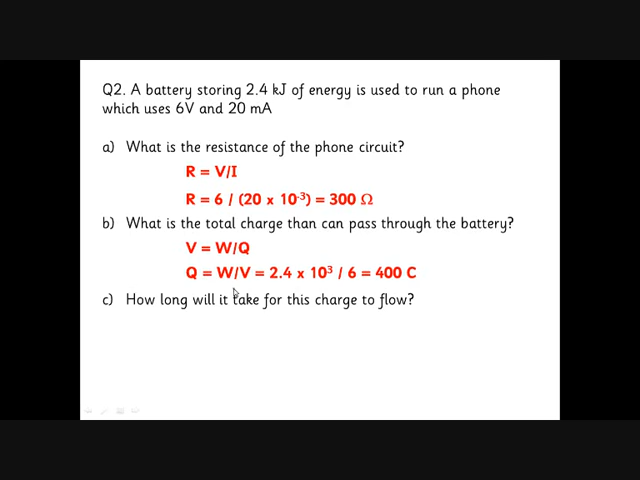 Q2. A battery storing 2.4 kJ of energy is used to run a phone
which uses 6V and 20 mA
a) What is the resistance of the phone circuit?
R = V/I
R = 6 / (20 x 10⁻³) = 300 Ω
b) What is the total charge than can pass through the battery?
V = W/Q
Q = W/V = 2.4 x 10³ / 6 = 400 C
c) How long will it take for this charge to flow?